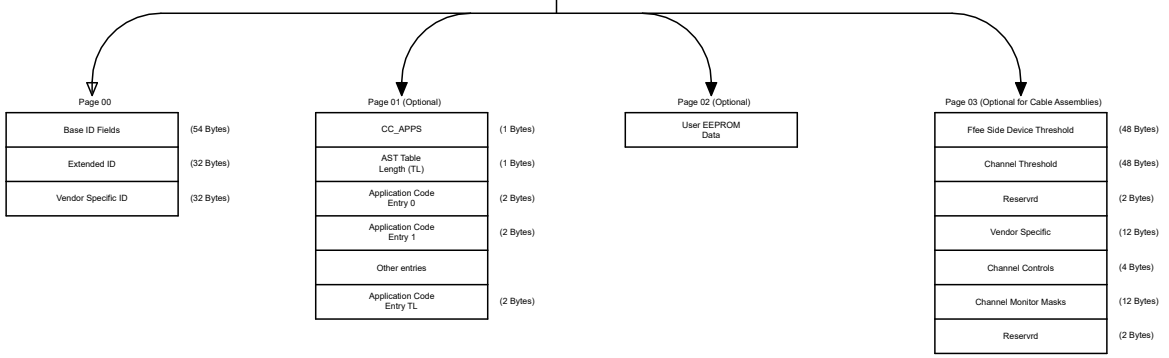 Page 00
Base ID Fields
(54 Bytes)
Extended ID
(32 Bytes)
Vendor Specific ID
(32 Bytes)
Page 01 (Optional)
CC_APPS
(1 Bytes)
AST Table
Length (TL)
(1 Bytes)
Application Code
Entry 0
(2 Bytes)
Application Code
Entry 1
(2 Bytes)
Other entries
Application Code
Entry TL
(2 Bytes)
Page 02 (Optional)
User EEPROM
Data
Page 03 (Optional for Cable Assemblies)
Ffee Side Device Threshold
(48 Bytes)
Channel Threshold
(48 Bytes)
Reservrd
(2 Bytes)
Vendor Specific
(12 Bytes)
Channel Controls
(4 Bytes)
Channel Monitor Masks
(12 Bytes)
Reservrd
(2 Bytes)